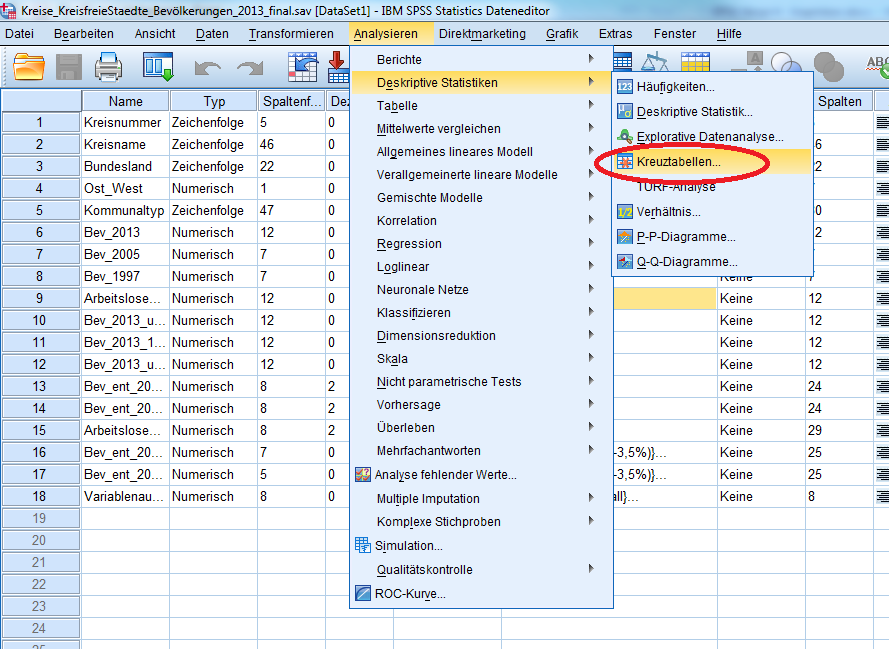 Kreise_KreisfreieStaedte_Bevölkerungen_2013_final.sav [DataSet1] - IBM SPSS Statistics Dateneditor
Datei Bearbeiten Ansicht Daten Transformieren Analysieren Direktmarketing Grafik Extras Fenster Hilfe
A
ABC
Name Typ Spaltenf... Dez Spalten
1 Kreisnummer Zeichenfolge 5 0
2 Kreisname Zeichenfolge 46 0 46
3 Bundesland Zeichenfolge 22 0 22
4 Ost_West Numerisch 1 0
5 Kommunaltyp Zeichenfolge 47 0
6 Bev_2013 Numerisch 12 0
7 Bev_2005 Numerisch 7 0
8 Bev_1997 Numerisch 7 0 Keine 7
9 Arbeitslose... Numerisch 12 0 Keine 12
10 Bev_2013_u... Numerisch 12 0 Keine 12
11 Bev_2013_1... Numerisch 12 0 Keine 12
12 Bev_2013_u... Numerisch 12 0 Keine 12
13 Bev_ent_20... Numerisch 8 2 Keine 24
14 Bev_ent_20... Numerisch 8 2 Keine 24
15 Arbeitslose... Numerisch 8 2 Keine 29
16 Bev_ent_20... Numerisch 7 0 -3,5%)}... Keine 25
17 Bev_ent_20... Numerisch 5 0 -3,5%)}... Keine 25
18 Variablenau... Numerisch 8 0 all}... Keine 8
19
20
21
22
23
24
25
Berichte
Deskriptive Statistiken
Tabelle
Mittelwerte vergleichen
Allgemeines lineares Modell
Verallgemeinerte lineare Modelle
Gemischte Modelle
Korrelation
Regression
Loglinear
Neuronale Netze
Klassifizieren
Dimensionsreduktion
Skala
Nicht parametrische Tests
Vorhersage
Überleben
Mehrfachantworten
Analyse fehlender Werte...
Multiple Imputation
Komplexe Stichproben
Simulation...
Qualitätskontrolle
ROC-Kurve...
123 Häufigkeiten...
Deskriptive Statistik...
Explorative Datenanalyse...
Kreuztabellen...
TURF-Analyse
1/2 Verhältnis...
P-P-Diagramme...
Q-Q-Diagramme...